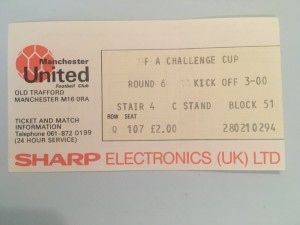 Manchester
United
Football Club
OLD TRAFFORD
MANCHESTER M16 0RA
TICKET AND MATCH
INFORMATION
Telephone 061-872 0199
(24 HOUR SERVICE)
F A CHALLENGE CUP
ROUND 6 KICK OFF 3-00
STAIR 4 C STAND BLOCK 51
ROW SEAT
Q 107 £2.00 280210294
SHARP ELECTRONICS (UK) LTD